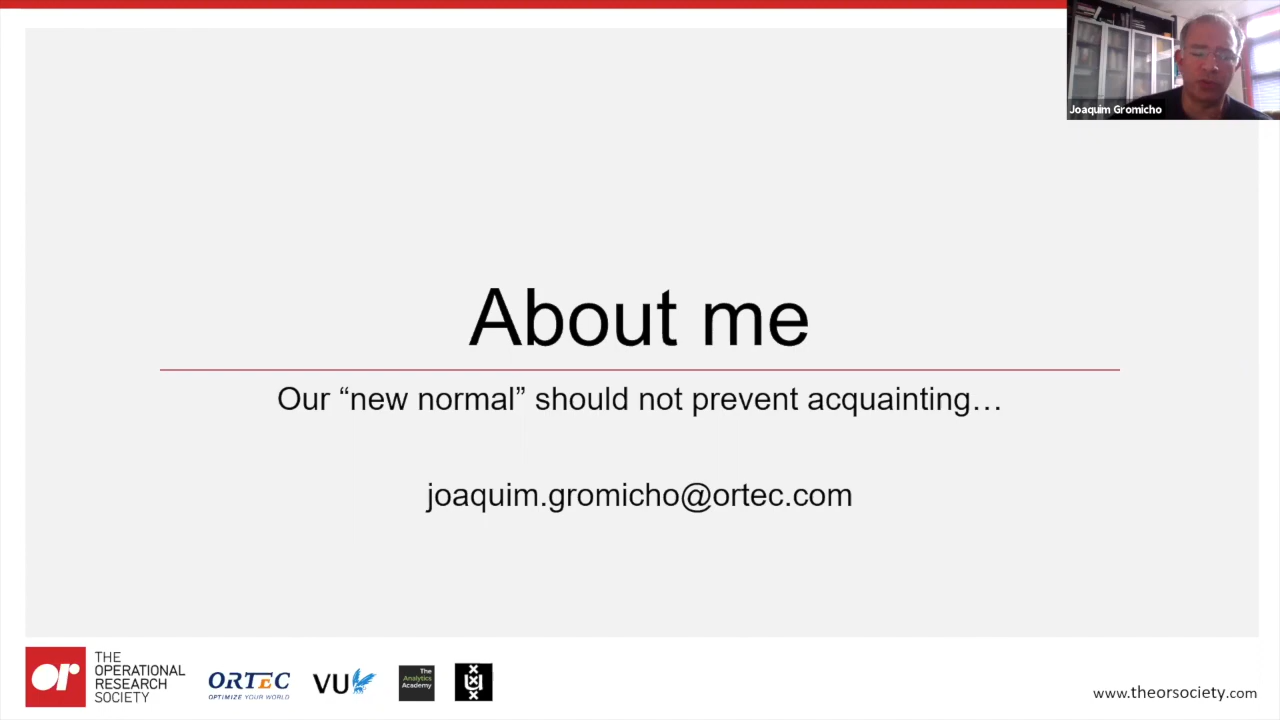 Joaquim Gromicho
About me
Our “new normal” should not prevent acquainting…
joaquim.gromicho@ortec.com
or
THE
OPERATIONAL
RESEARCH
SOCIETY
ORTEC
OPTIMIZE YOUR WORLD
VU
The
Analytics
Academy
www.theorsociety.com